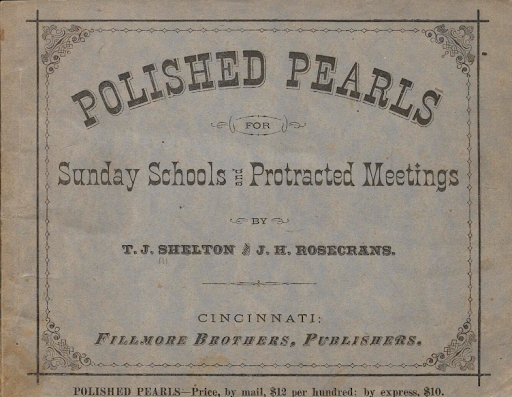 POLISHED PEARLS
FOR
Sunday Schools and Protracted Meetings
BY
T. J. SHELTON and J. H. ROSECRANS.
CINCINNATI:
FILLMORE BROTHERS, PUBLISHERS.
POLISHED PEARLS—Price, by mail, $12 per hundred; by express, $10.